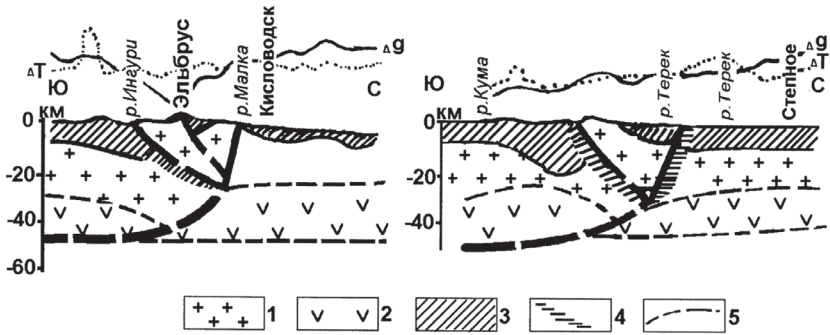 ΔT
Ю
р.Ингури
Эльбрус
р.Малка
Кисловодск
Δg
С
км
0
-20
-40
-60
Ю
р.Кума
р.Терек
р.Терек
Степное
Δg
ΔT
С
км
0
-20
-40
1
2
3
4
5